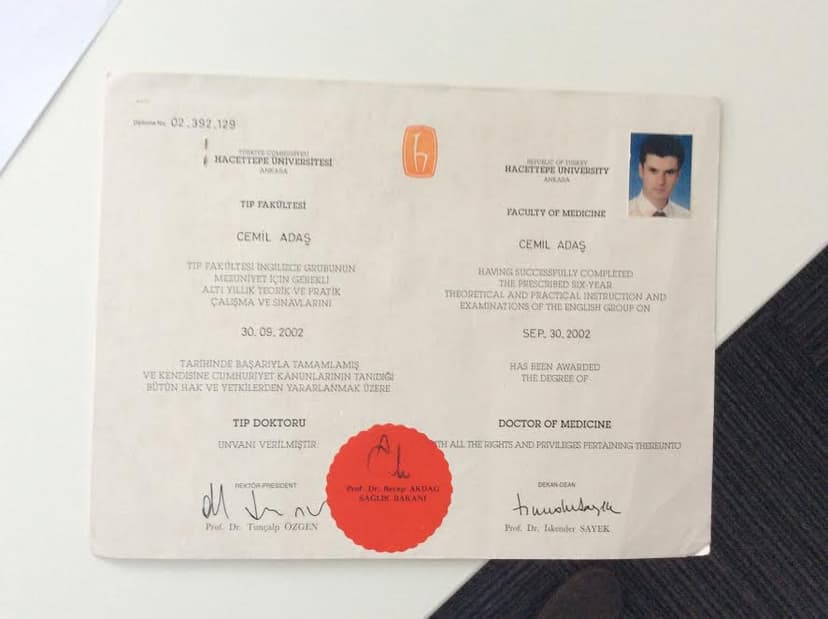 Diploma No. 02.392.129
TÜRKİYE CUMHURİYETİ
HACETTEPE ÜNİVERSİTESİ
ANKARA
TIP FAKÜLTESİ
CEMİL ADAŞ
TIP FAKÜLTESİ İNGİLİZCE GRUBUNUN
MEZUNİYET İÇİN GEREKLİ
ALTI YILLIK TEORİK VE PRATİK
ÇALIŞMA VE SINAVLARINI
30.09.2002
TARİHİNDE BAŞARIYLA TAMAMLAMIŞ
VE KENDİSİNE CUMHURİYET KANUNLARININ TANIDIĞI
BÜTÜN HAK VE YETKİLERDEN YARARLANMAK ÜZERE
TIP DOKTORU
UNVANI VERİLMİŞTİR.
REKTÖR-PRESIDENT
Prof. Dr. Tunçalp ÖZGEN
h
Prof. Dr. Recep AKDAĞ
SAĞLIK BAKANI
REPUBLIC OF TURKEY
HACETTEPE UNIVERSITY
ANKARA
FACULTY OF MEDICINE
CEMİL ADAŞ
HAVING SUCCESSFULLY COMPLETED
THE PRESCRIBED SIX-YEAR
THEORETICAL AND PRACTICAL INSTRUCTION AND
EXAMINATIONS OF THE ENGLISH GROUP ON
SEP. 30. 2002
HAS BEEN AWARDED
THE DEGREE OF
DOCTOR OF MEDICINE
TH ALL THE RIGHTS AND PRIVILEGES PERTAINING THEREUNTO
DEKAN-DEAN
Prof. Dr. İskender SAYEK